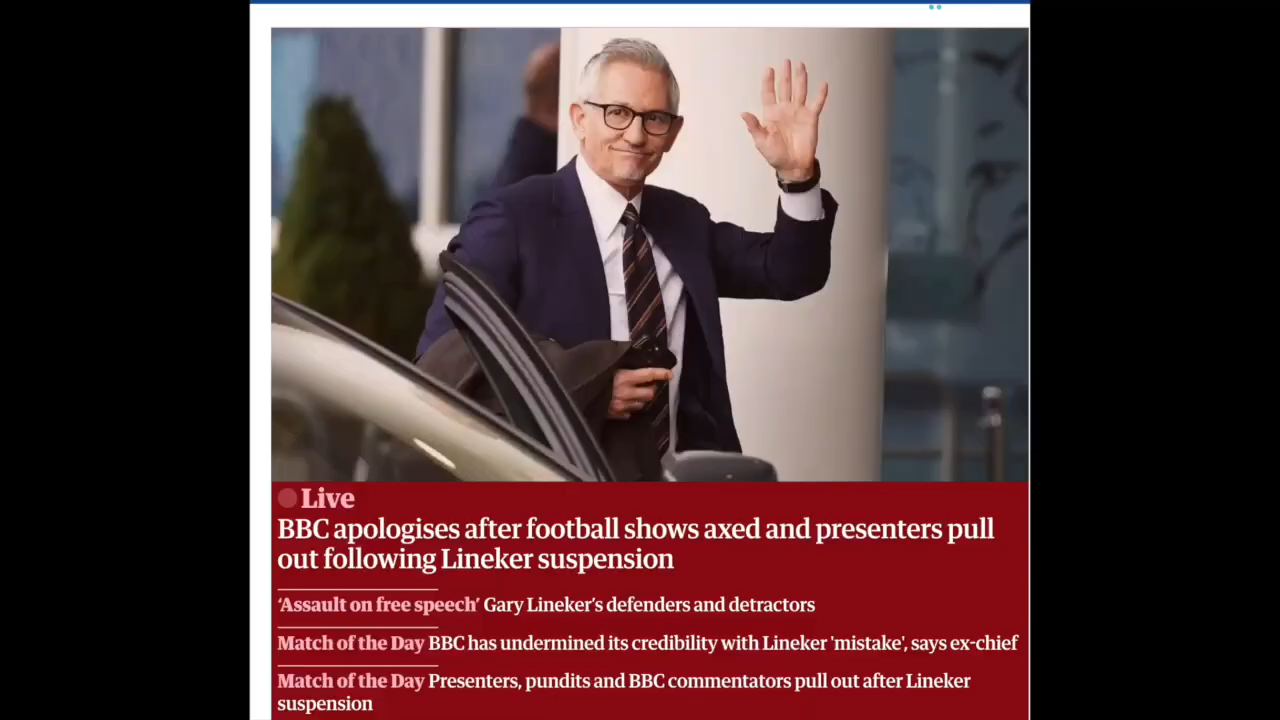 Live
BBC apologises after football shows axed and presenters pull
out following Lineker suspension
‘Assault on free speech’ Gary Lineker’s defenders and detractors
Match of the Day BBC has undermined its credibility with Lineker 'mistake', says ex-chief
Match of the Day Presenters, pundits and BBC commentators pull out after Lineker
suspension